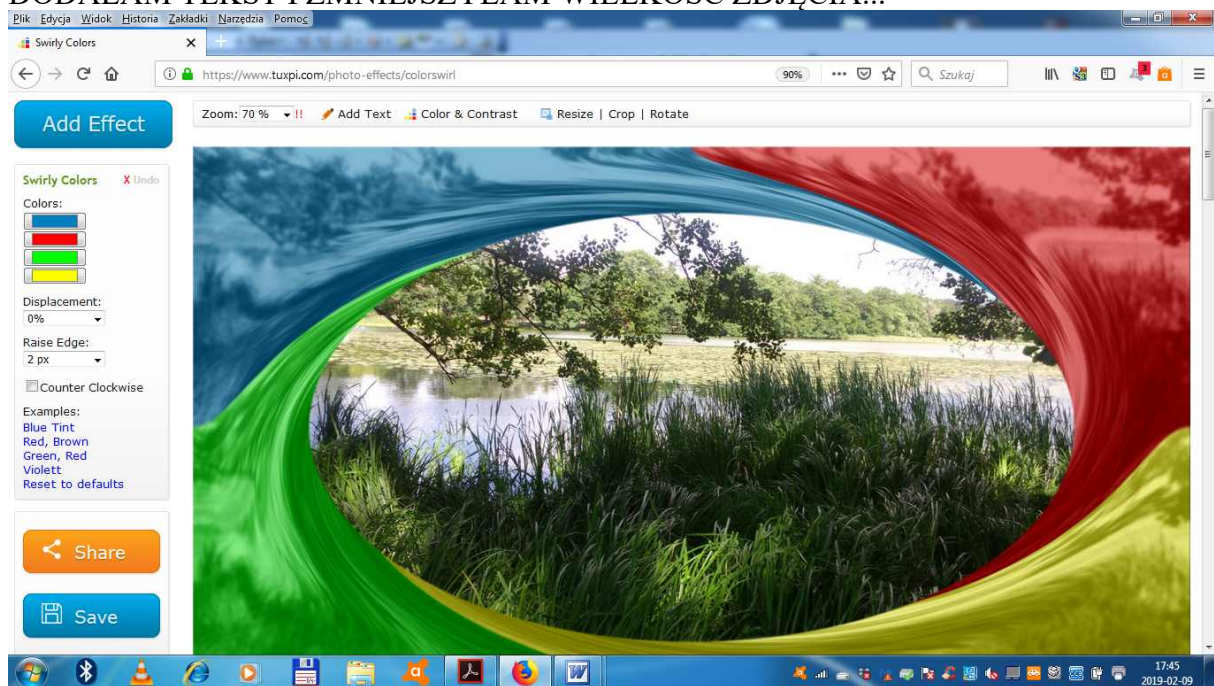 DODAŁAM TEKST I ZMNIEJSZYŁAM WIELKOŚĆ ZDJĘCIA...
Plik Edycja Widok Historia Zakładki Narzędzia Pomoc
Swirly Colors
https://www.tuxpi.com/photo-effects/colorswirl
90%
Szukaj
3
Add Effect
Zoom: 70 % !! Add Text Color & Contrast Resize | Crop | Rotate
Swirly Colors X Undo
Colors:
Displacement:
0%
Raise Edge:
2 px
Counter Clockwise
Examples:
Blue Tint
Red, Brown
Green, Red
Violett
Reset to defaults
Share
Save
17:45
2019-02-09